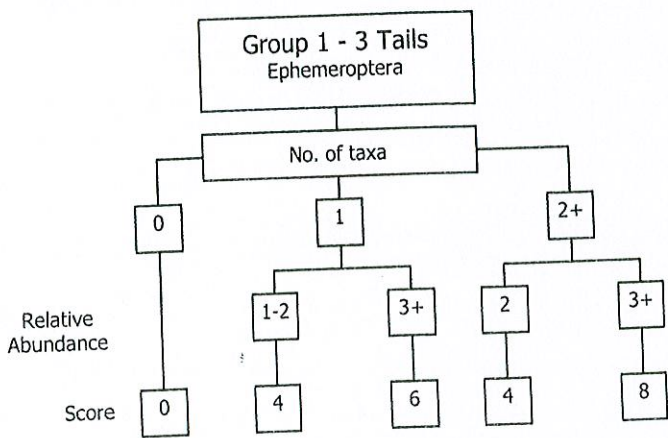 Group 1 - 3 Tails
Ephemeroptera
No. of taxa
0
1
2+
Relative
Abundance
1-2
3+
2
3+
Score
0
4
6
4
8